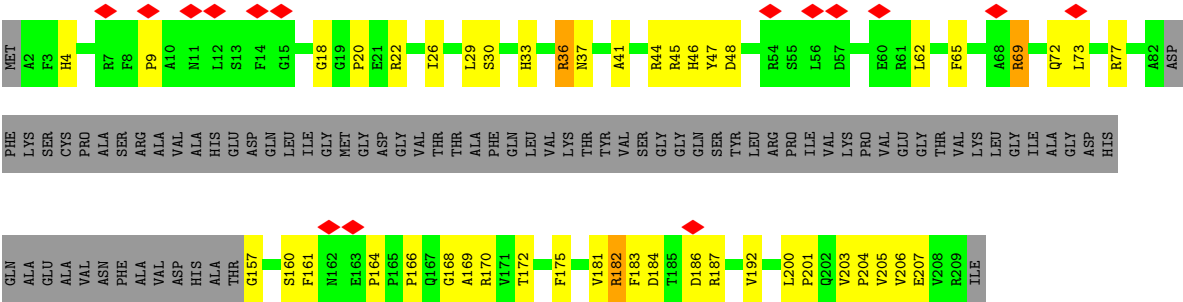 MET A2 F3 H4 R7 F8 P9 A10 N11 L12 S13 F14 G15 G18 G19 P20 E21 R22 I26 L29 S30 H33 R36 N37 A41 R44 R45 H46 Y47 D48 R54 S55 L56 D57 E60 R61 L62 F65 A68 R69 Q72 L73 R77 A82 ASP
PHE LYS SER CYS PRO ALA SER ARG ALA VAL ALA HIS GLU ASP GLN LEU ILE GLY MET GLY ASP GLY VAL THR THR ALA PHE GLN LEU VAL LYS THR TYR VAL SER GLY GLY GLN SER TYR LEU ARG PRO ILE VAL LYS PRO VAL GLU GLY THR VAL LYS LEU GLY ILE ALA GLY ASP HIS
GLN ALA GLU ALA VAL ASN PHE ALA VAL ASP HIS ALA THR G157 S160 F161 N162 E163 P164 P165 P166 Q167 G168 A169 R170 V171 T172 F175 V181 R182 F183 D184 T185 D186 R187 V192 L200 P201 Q202 V203 P204 V205 V206 E207 V208 R209 ILE